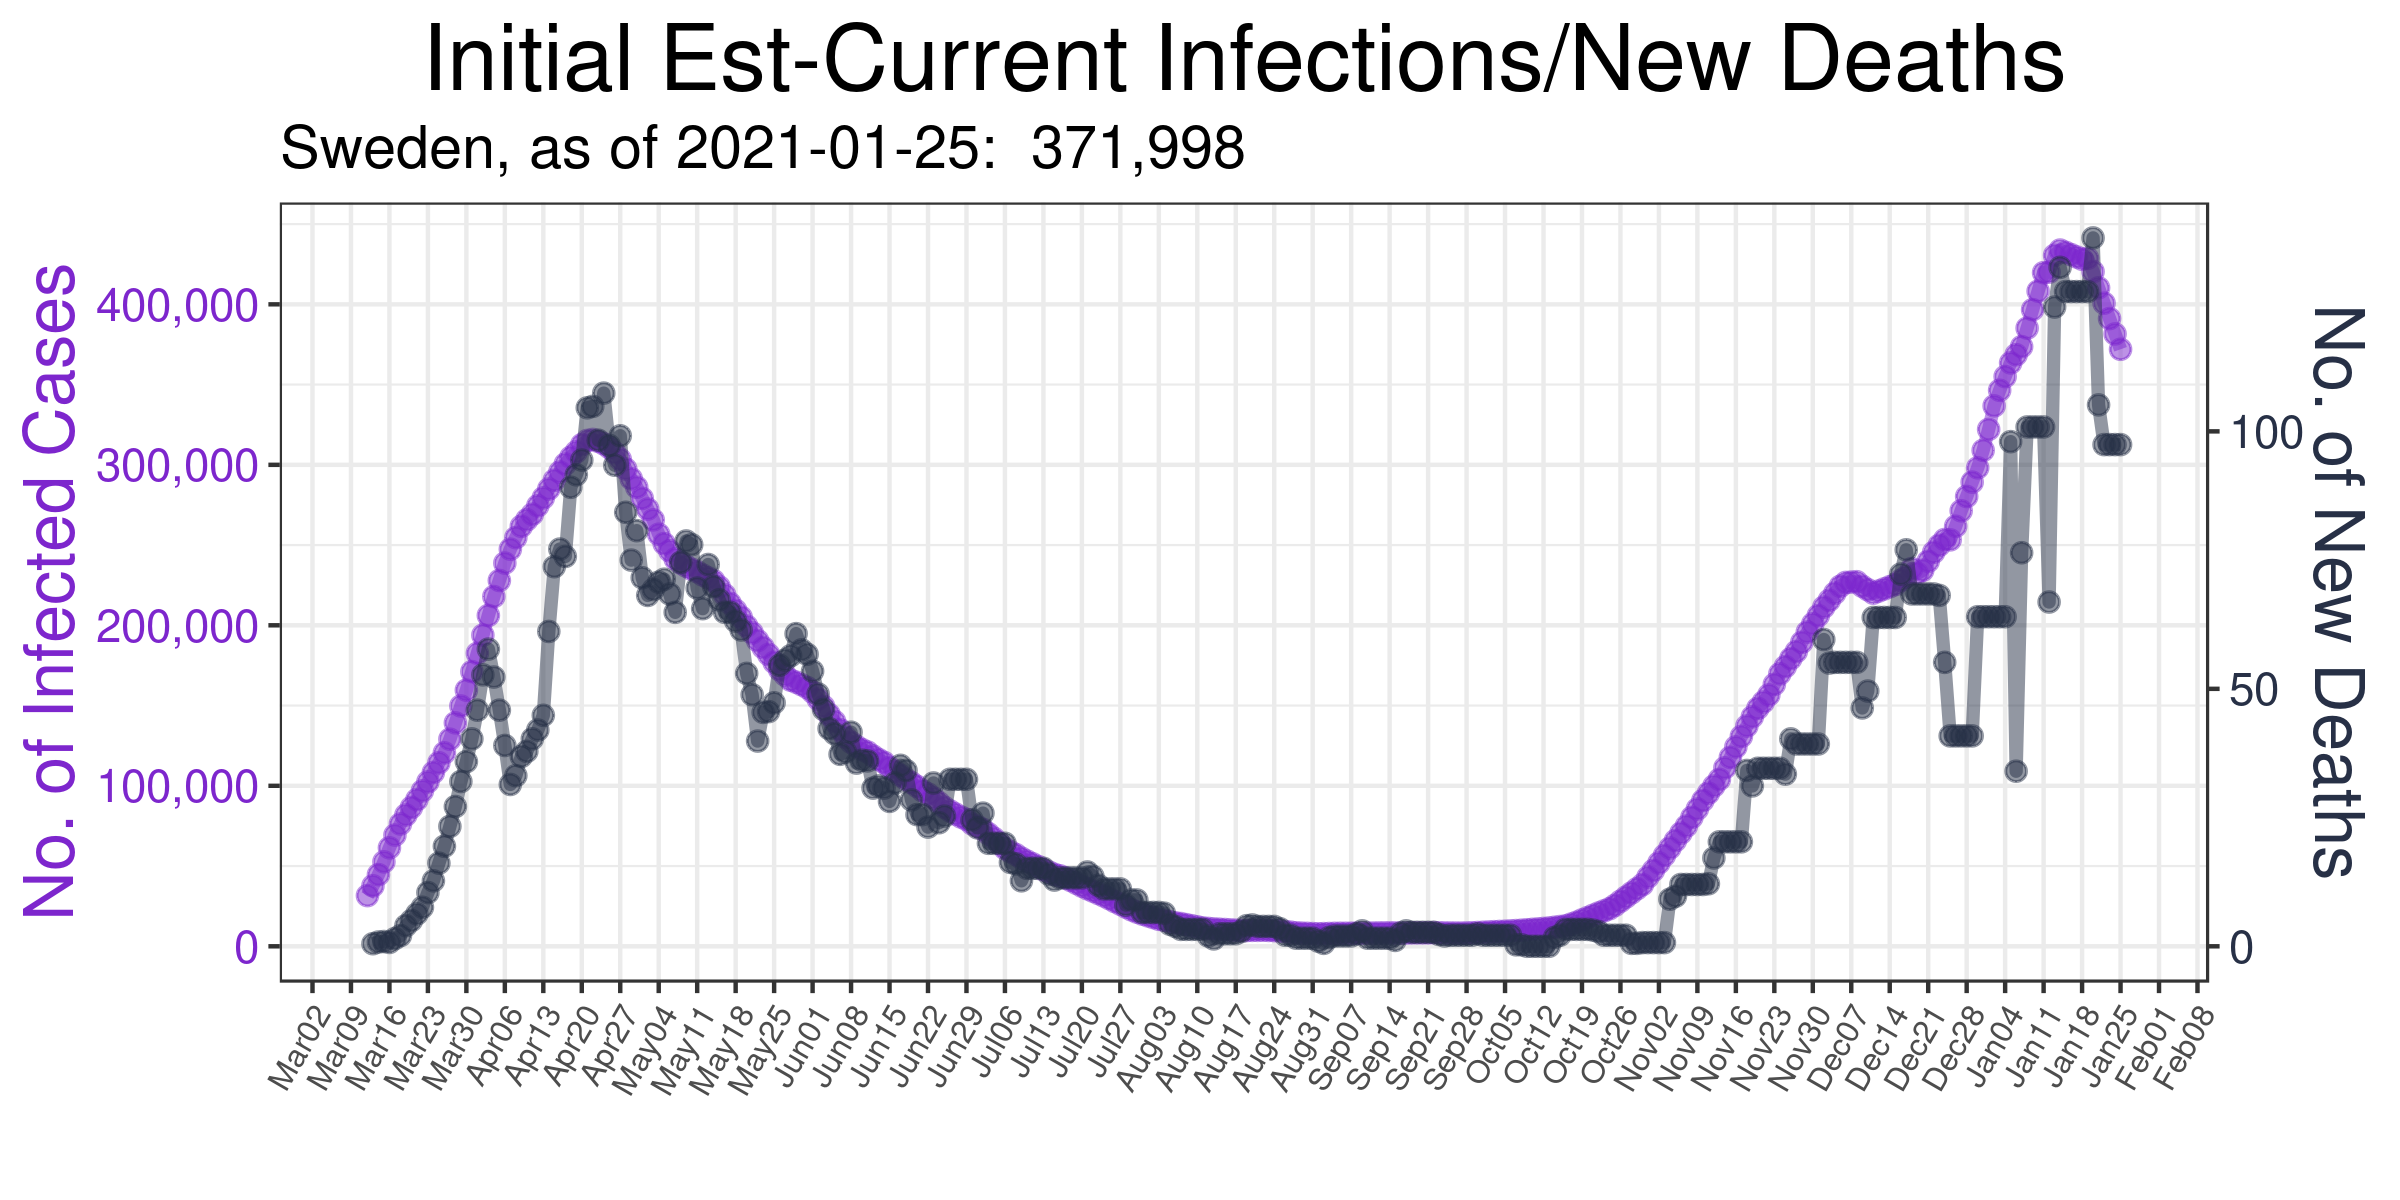 Initial Est-Current Infections/New Deaths
Sweden, as of 2021-01-25: 371,998
No. of Infected Cases
400,000
300,000
200,000
100,000
0
No. of New Deaths
100
50
0
Mar02
Mar09
Mar16
Mar23
Mar30
Apr06
Apr13
Apr20
Apr27
May04
May11
May18
May25
Jun01
Jun08
Jun15
Jun22
Jun29
Jul06
Jul13
Jul20
Jul27
Aug03
Aug10
Aug17
Aug24
Aug31
Sep07
Sep14
Sep21
Sep28
Oct05
Oct12
Oct19
Oct26
Nov02
Nov09
Nov16
Nov23
Nov30
Dec07
Dec14
Dec21
Dec28
Jan04
Jan11
Jan18
Jan25
Feb01
Feb08